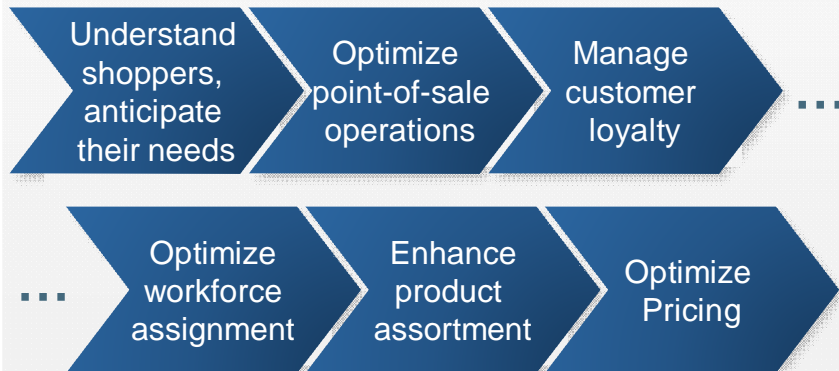 Understand
shoppers,
anticipate
their needs
Optimize
point-of-sale
operations
Manage
customer
loyalty
...
...
Optimize
workforce
assignment
Enhance
product
assortment
Optimize
Pricing